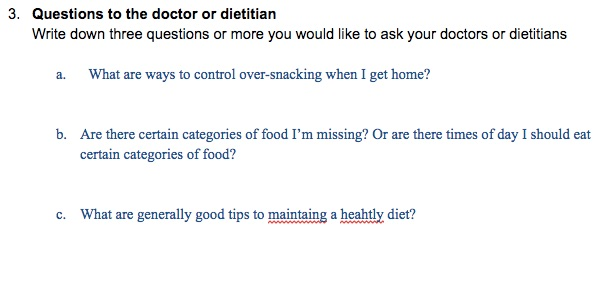 3. Questions to the doctor or dietitian
Write down three questions or more you would like to ask your doctors or dietitians
a. What are ways to control over-snacking when I get home?
b. Are there certain categories of food I'm missing? Or are there times of day I should eat
certain categories of food?
c. What are generally good tips to maintaing a heahtly diet?